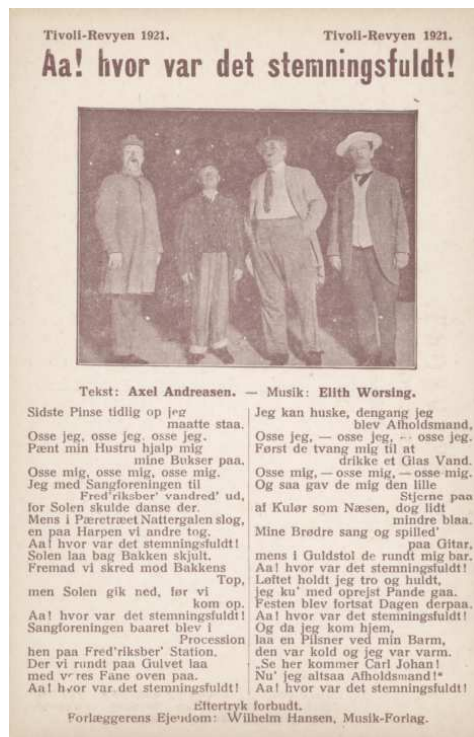 Tivoli-Revyen 1921. Tivoli-Revyen 1921.
Aa! hvor var det stemningsfuldt!
Tekst: Axel Andreasen. — Musik: Elith Worsing.
Sidste Pinse tidlig op jeg
maatte staa.
Osse jeg, osse jeg, osse jeg.
Pænt min Hustru hjalp mig
mine Bukser paa,
Osse mig, osse mig, osse mig.
Jeg med Sangforeningen til
Fred'riksber' vandred' ud,
for Solen skulde danse der.
Mens i Pæretræet Nattergalen slog,
en paa Harpen vi andre tog.
Aa! hvor var det stemningsfuldt!
Solen laa bag Bakken skjult.
Fremad vi skred mod Bakkens
Top,
men Solen gik ned, før vi
kom op.
Aa! hvor var det stemningsfuldt!
Sangforeningen baaret blev i
Procession
hen paa Fred'riksber' Station.
Der vi rundt paa Gulvet laa
med vores Fane oven paa.
Aa! hvor var det stemningsfuldt!
Jeg kan huske, dengang jeg
blev Afholdsmand,
Osse jeg, — osse jeg, — osse jeg.
Først de tvang mig til at
drikke et Glas Vand.
Osse mig, — osse mig, — osse mig.
Og saa gav de mig den lille
Stjerne paa
af Kulør som Næsen, dog lidt
mindre blaa.
Mine Brødre sang og spilled'
paa Gitar,
mens i Guldstol de rundt mig bar.
Aa! hvor var det stemningsfuldt!
Løftet holdt jeg tro og huldt,
jeg ku' med oprejst Pande gaa.
Festen blev fortsat Dagen derpaa.
Aa! hvor var det stemningsfuldt!
Og da jeg kom hjem,
laa en Pilsner ved min Barm,
den var kold og jeg var varm.
„Se her kommer Carl Johan!
Nu' jeg altsaa Afholdsmand!"
Aa! hvor var det stemningsfuldt!
Eftertryk forbudt.
Forlæggerens Ejendom: Wilhelm Hansen, Musik-Forlag.